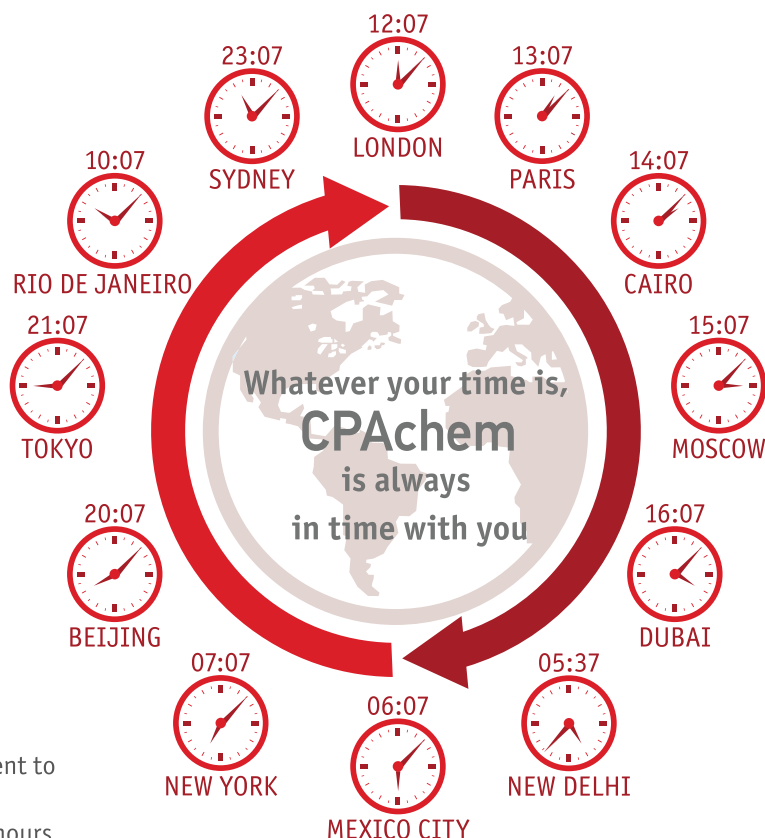 12:07
LONDON
13:07
PARIS
14:07
CAIRO
15:07
MOSCOW
16:07
DUBAI
05:37
NEW DELHI
06:07
MEXICO CITY
07:07
NEW YORK
20:07
BEIJING
21:07
TOKYO
10:07
RIO DE JANEIRO
23:07
SYDNEY
Whatever your time is,
CPAchem
is always
in time with you
to